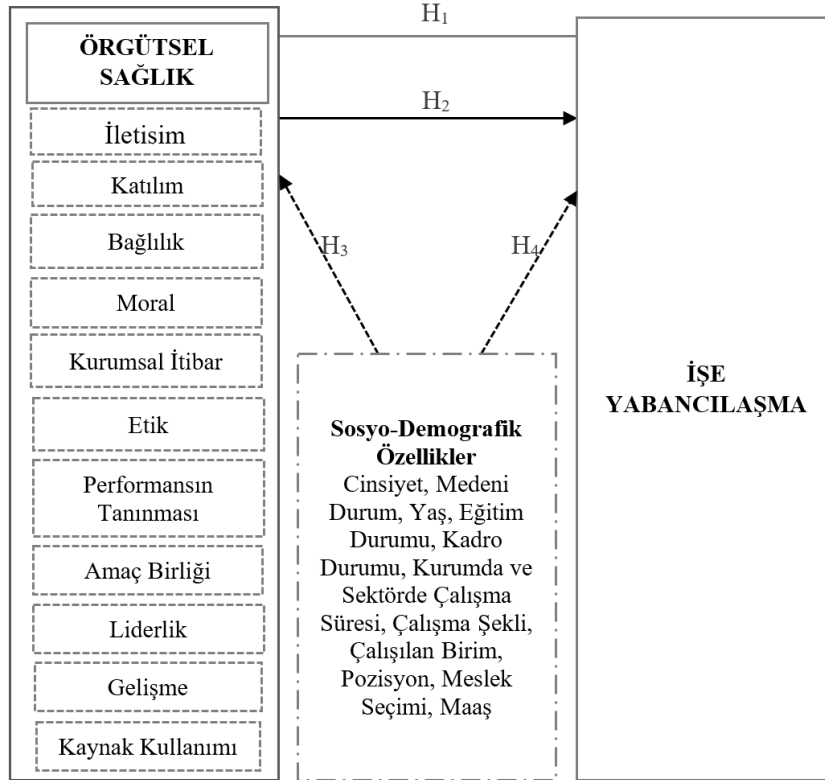 ÖRGÜTSEL
SAĞLIK
İletisim
Katılım
Bağlılık
Moral
Kurumsal İtibar
Etik
Performansın
Tanınması
Amaç Birliği
Liderlik
Gelişme
Kaynak Kullanımı
H₁
H₂
H₃
H₄
Sosyo-Demografik
Özellikler
Cinsiyet, Medeni
Durum, Yaş, Eğitim
Durumu, Kadro
Durumu, Kurumda ve
Sektörde Çalışma
Süresi, Çalışma Şekli,
Çalışılan Birim,
Pozisyon, Meslek
Seçimi, Maaş
İŞE
YABANCILAŞMA